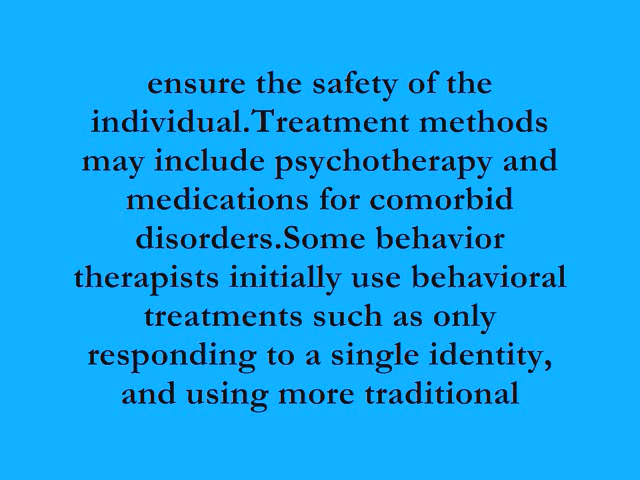 ensure the safety of the
individual.Treatment methods
may include psychotherapy and
medications for comorbid
disorders.Some behavior
therapists initially use behavioral
treatments such as only
responding to a single identity,
and using more traditional